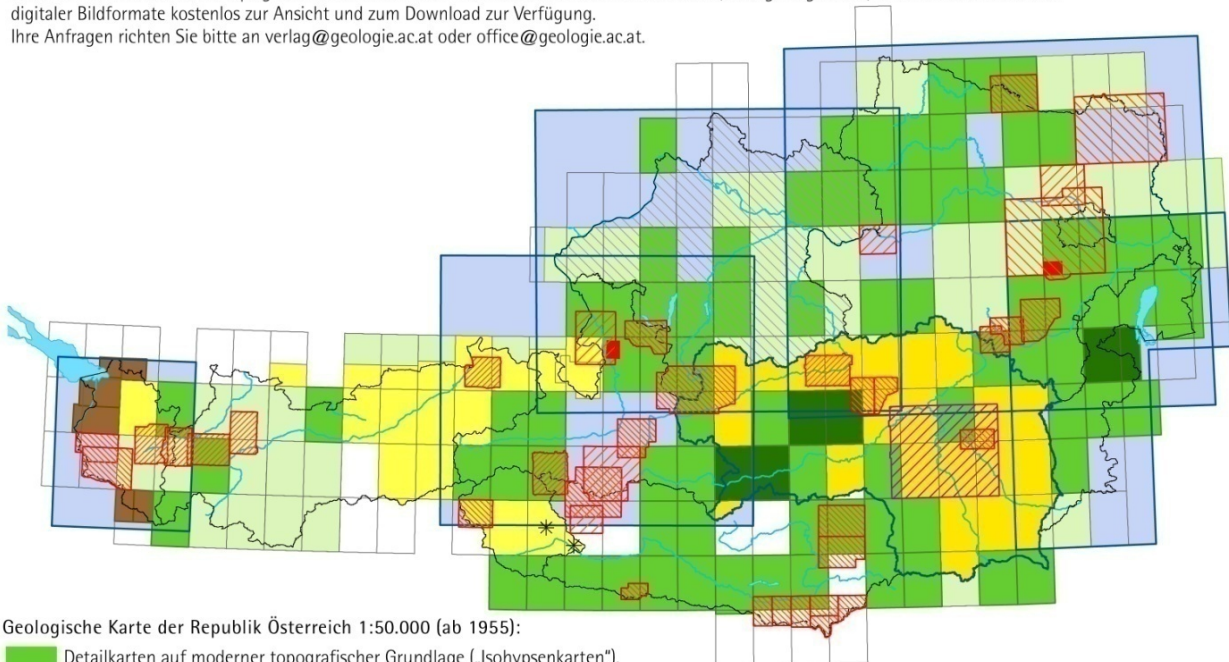 digitaler Bildformate kostenlos zur Ansicht und zum Download zur Verfügung.
Ihre Anfragen richten Sie bitte an verlag@geologie.ac.at oder office@geologie.ac.at.
Geologische Karte der Republik Österreich 1:50.000 (ab 1955):
Detailkarten auf moderner topografischer Grundlage („Isohypsenkarten“).